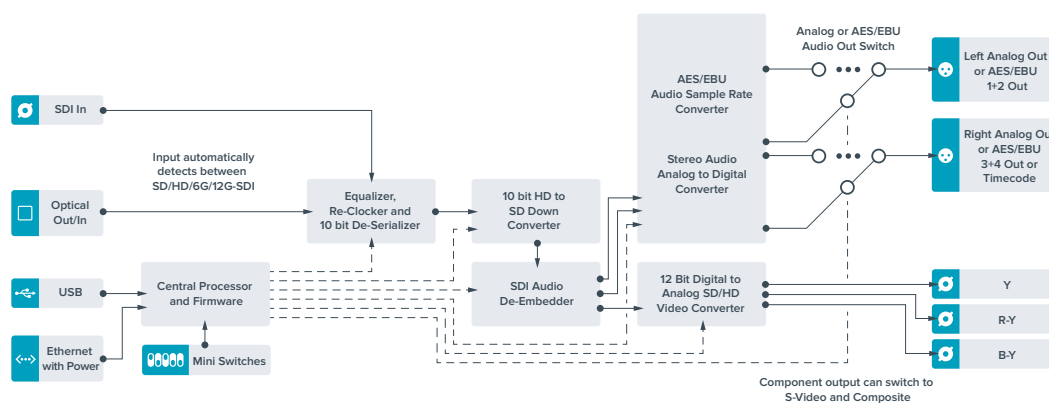 Analog or AES/EBU
Audio Out Switch
Left Analog Out
or AES/EBU
1+2 Out
AES/EBU
Audio Sample Rate
Converter
SDI In
Right Analog Ou
or AES/EBU
3+4 Out or
Timecode
Input automatically
detects between
SD/HD/6G/12G-SDI
Stereo Audio
Analog to Digital
Converter
Optical
Out/In
Equalizer,
Re-Clocker and
10 bit De-Serializer
10 bit HD to
SD Down
Converter
USB
Central Processor
and Firmware
SDI Audio
De-Embedder
12 Bit Digital to
Analog SD/HD
Video Converter
Y
R-Y
Ethernet
with Power
Mini Switches
B-Y
Component output can switch to
S-Video and Composite